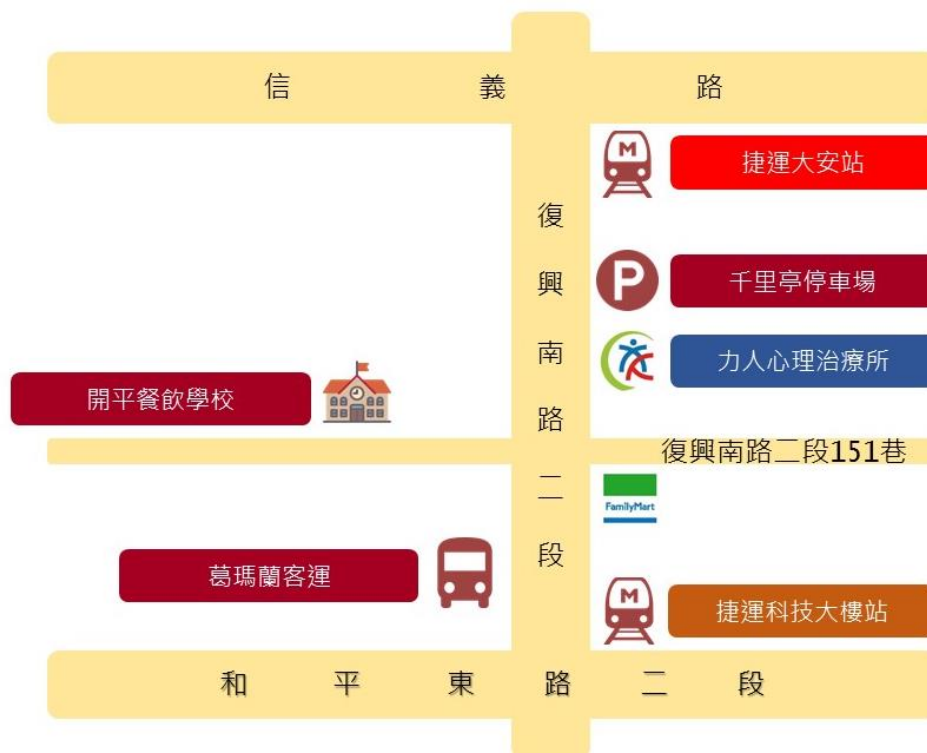 信義路
M
捷運大安站
復興南路二段
P
千里亭停車場
力人心理治療所
開平餐飲學校
復興南路二段151巷
FamilyMart
葛瑪蘭客運
M
捷運科技大樓站
和平東路二段